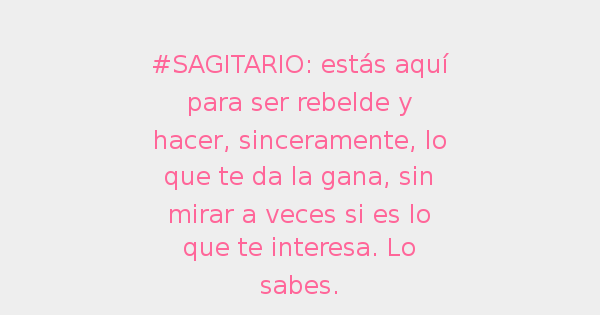 #SAGITARIO: estás aquí
para ser rebelde y
hacer, sinceramente, lo
que te da la gana, sin
mirar a veces si es lo
que te interesa. Lo
sabes.